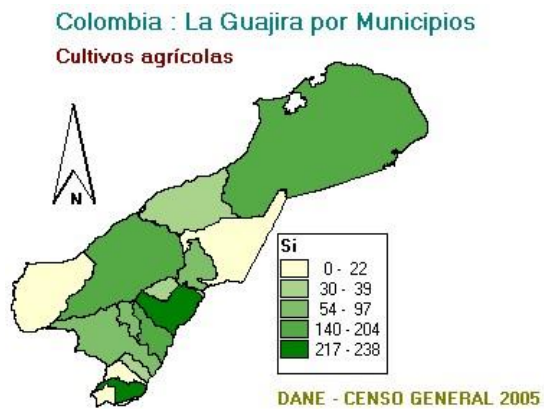 Colombia : La Guajira por Municipios
Cultivos agrícolas
N
Si
0 - 22
30 - 39
54 - 97
140 - 204
217 - 238
DANE - CENSO GENERAL 2005